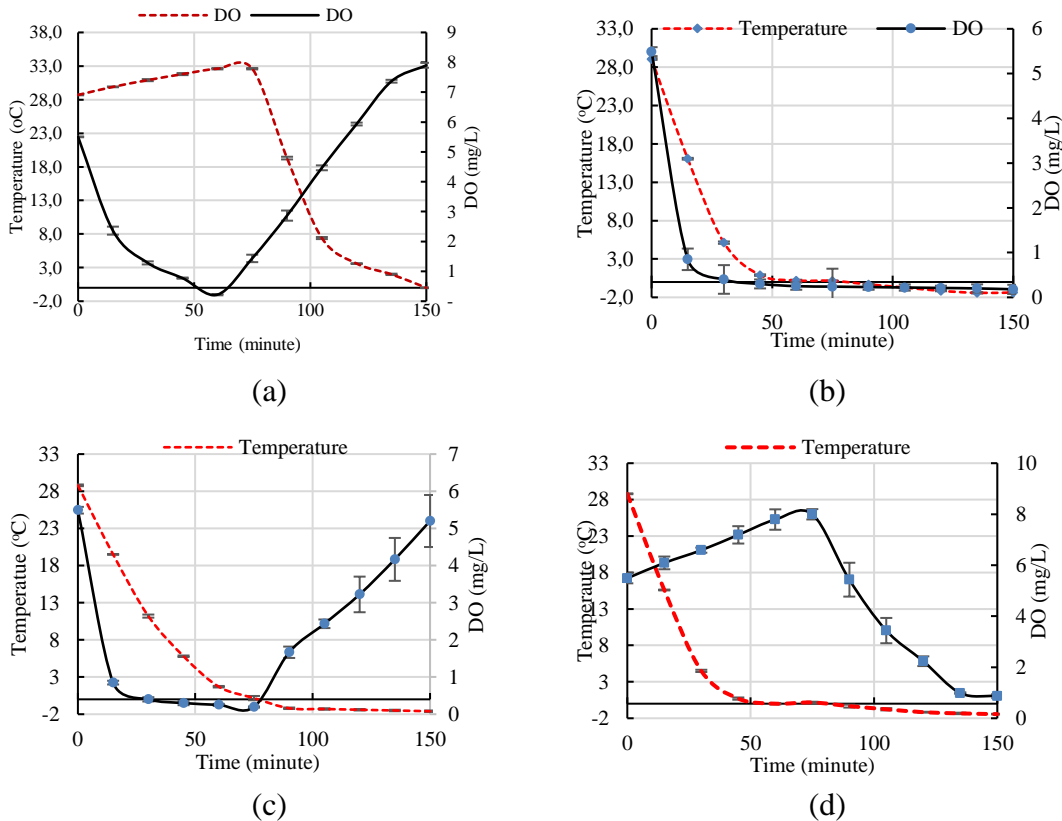 DO DO
38,0
33,0
28,0
23,0
18,0
13,0
8,0
3,0
-2,0
Temperature (oC)
9
8
7
6
5
4
3
2
1
-
DO (mg/L)
0 50 100 150
Time (minute)
(a)
Temperature DO
33,0
28,0
23,0
18,0
13,0
8,0
3,0
-2,0
Temperature (°C)
6
5
4
3
2
1
0
DO (mg/L)
0 50 100 150
Time (minute)
(b)
Temperature
33
28
23
18
13
8
3
-2
Temperatue (°C)
7
6
5
4
3
2
1
0
DO (mg/L)
0 50 100 150
Time (minute)
(c)
Temperature
33
28
23
18
13
8
3
-2
Temperaute (°C)
10
8
6
4
2
0
DO (mg/L)
0 50 100 150
Time (minute)
(d)